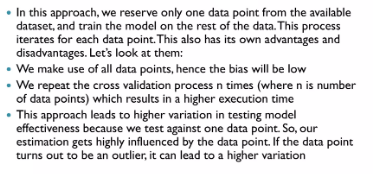 • In this approach, we reserve only one data point from the available
dataset, and train the model on the rest of the data. This process
iterates for each data point. This also has its own advantages and
disadvantages. Let's look at them:
• We make use of all data points, hence the bias will be low
• We repeat the cross validation process n times (where n is number
of data points) which results in a higher execution time
• This approach leads to higher variation in testing model
effectiveness because we test against one data point. So, our
estimation gets highly influenced by the data point. If the data point
turns out to be an outlier, it can lead to a higher variation